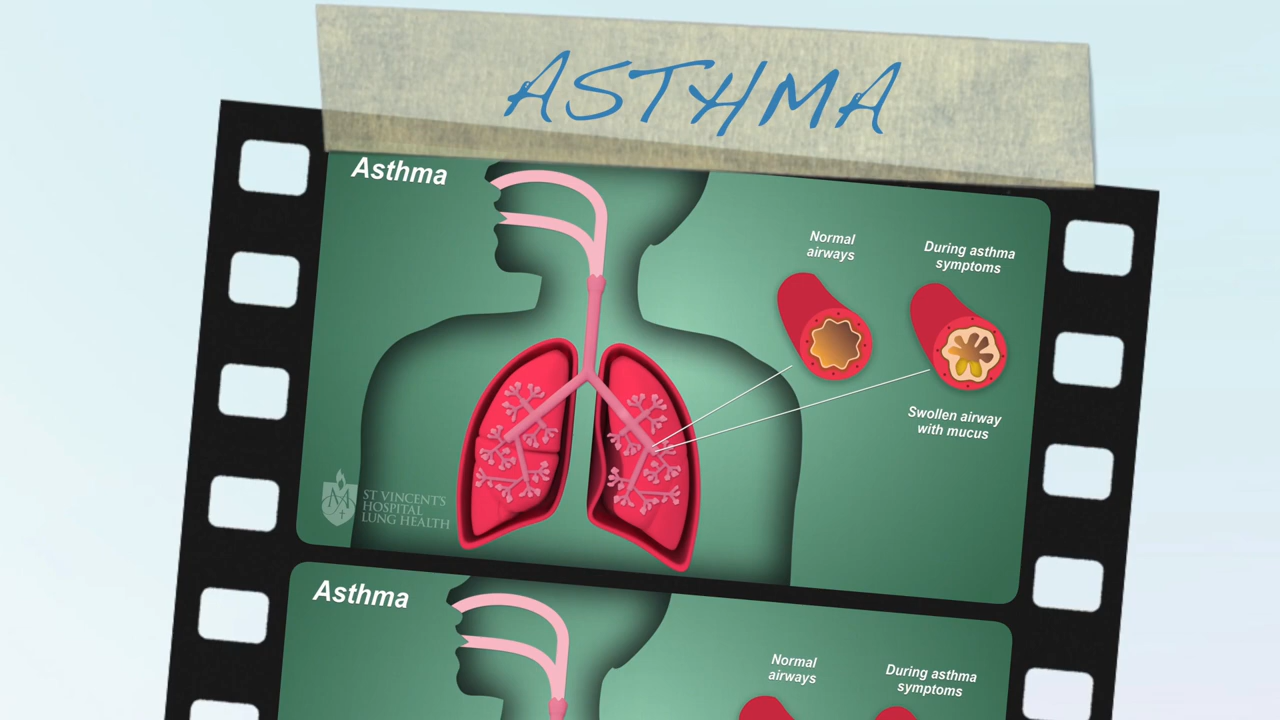 ASTHMA
Asthma
Normal
airways
During asthma
symptoms
Swollen airway
with mucus
ST VINCENT'S
HOSPITAL
LUNG HEALTH
Asthma
Normal
airways
During asthma
symptoms